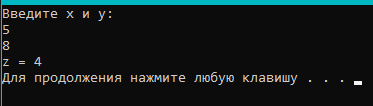 Введите x и y:
5
8
z = 4
Для продолжения нажмите любую клавишу . . .